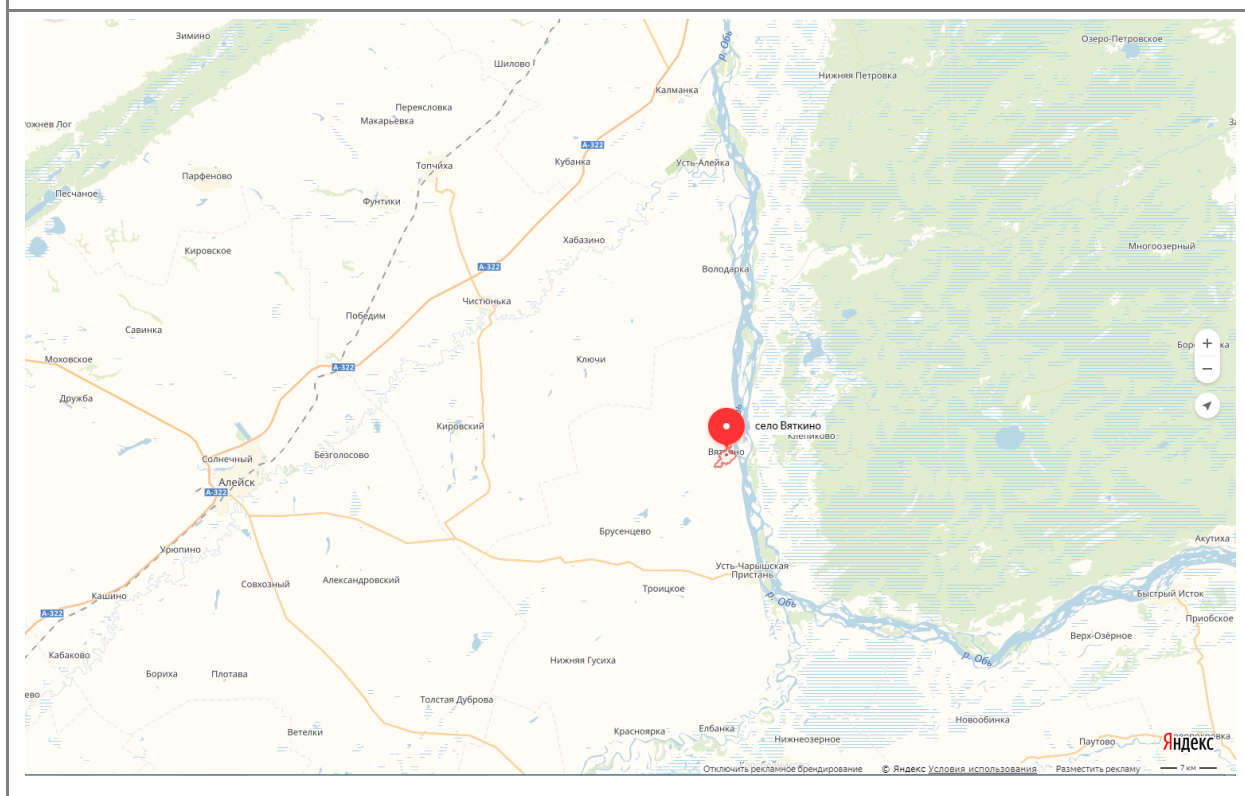 Зимино
р. Обь
Озеро-Петровское
Шилово
Нижняя Петровка
Калманка
Переясловка
Макарьевка
ожнев Лог
За
А-322
Топчиха
Кубанка
Усть-Алейка
Парфеново
Песчаное
Фунтики
Хабазино
Кировское
Многоозерный
А-322
Володарка
Чистюнька
Победим
Савинка
Моховское
Ключи
А-322
Дружба
Кировский
село Вяткино
Клепиково
Вяткино
Безголосово
Солнечный
Алейск
А-322
Брусенцево
Акутиха
Урюпино
Усть-Чарышская
Пристань
Совхозный
Александровский
Троицкое
Быстрый Исток
Кашино
р. Обь
А-322
Приобское
Верх-Озёрное
Кабаково
р. Обь
Нижняя Гусиха
Бориха
Плотава
ево
Толстая Дуброва
Новообинка
Ветелки
Красноярка
Елбанка
Нижнеозерное
Паутово
Яндекс
Отключить рекламное брендирование
© Яндекс Условия использования
Разместить рекламу
7 км